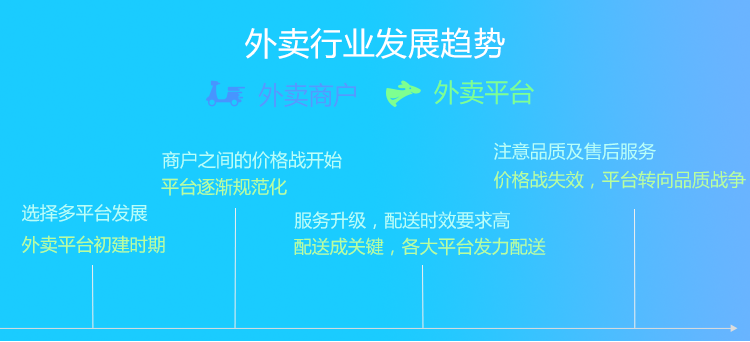 外卖行业发展趋势
外卖商户
外卖平台
选择多平台发展
外卖平台初建时期
商户之间的价格战开始
平台逐渐规范化
服务升级，配送时效要求高
配送成关键，各大平台发力配送
注意品质及售后服务
价格战失效，平台转向品质战争